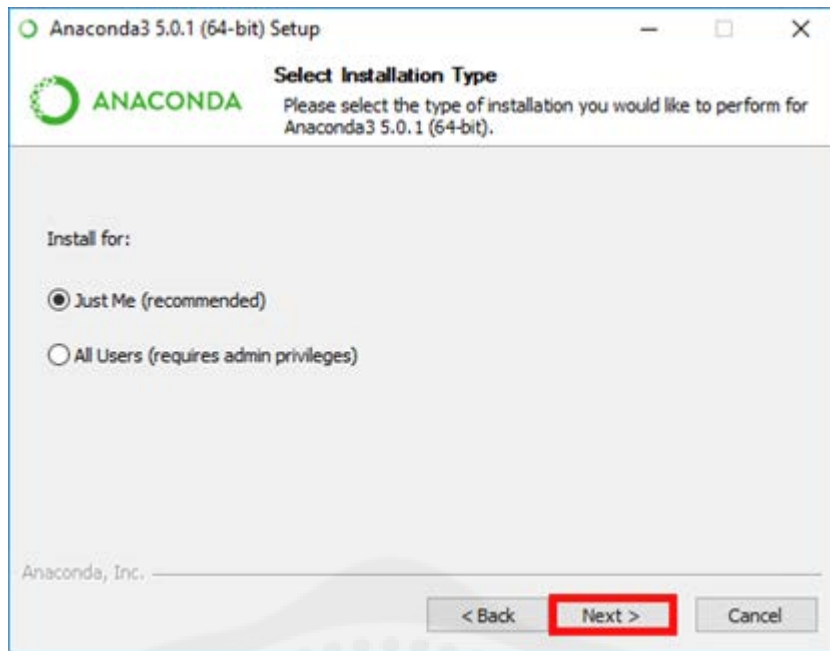 Anaconda3 5.0.1 (64-bit) Setup
ANACONDA
Select Installation Type
Please select the type of installation you would like to perform for
Anaconda3 5.0.1 (64-bit).
Install for:
Just Me (recommended)
All Users (requires admin privileges)
Anaconda, Inc.
< Back Next > Cancel